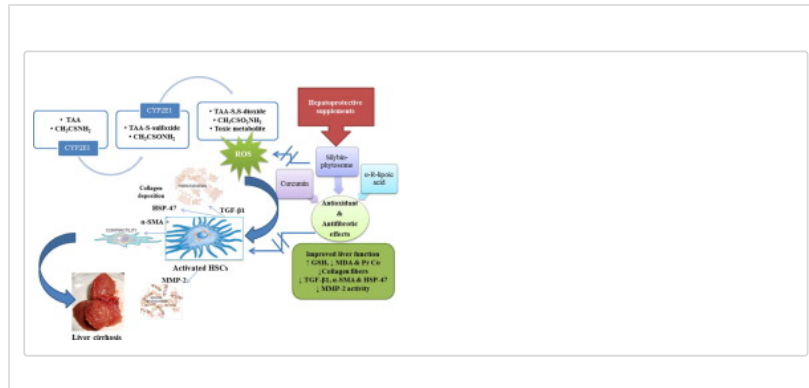 CYP2E1
• TAA
• CH₃CSNH₂
CYP2E1
• TAA-S-sulfoxide
• CH₃CSONH₂
• TAA-S,S-dioxide
• CH₃CSO₂NH₂
• Toxic metabolite
ROS
Hepatoprotective
supplements
Silybin-
phytosome
Curcumin
α-R-lipoic
acid
Antioxidant
&
Antifibrotic
effects
Collagen
deposition
HSP-47
TGF-β1
α-SMA
CONTRACTILITY
Activated HSCs
MMP-2
Liver cirrhosis
Improved liver function
↑ GSH, ↓ MDA & Pr Co
↓Collagen fibers
↓ TGF-β1, α-SMA & HSP-47
↓ MMP-2 activity